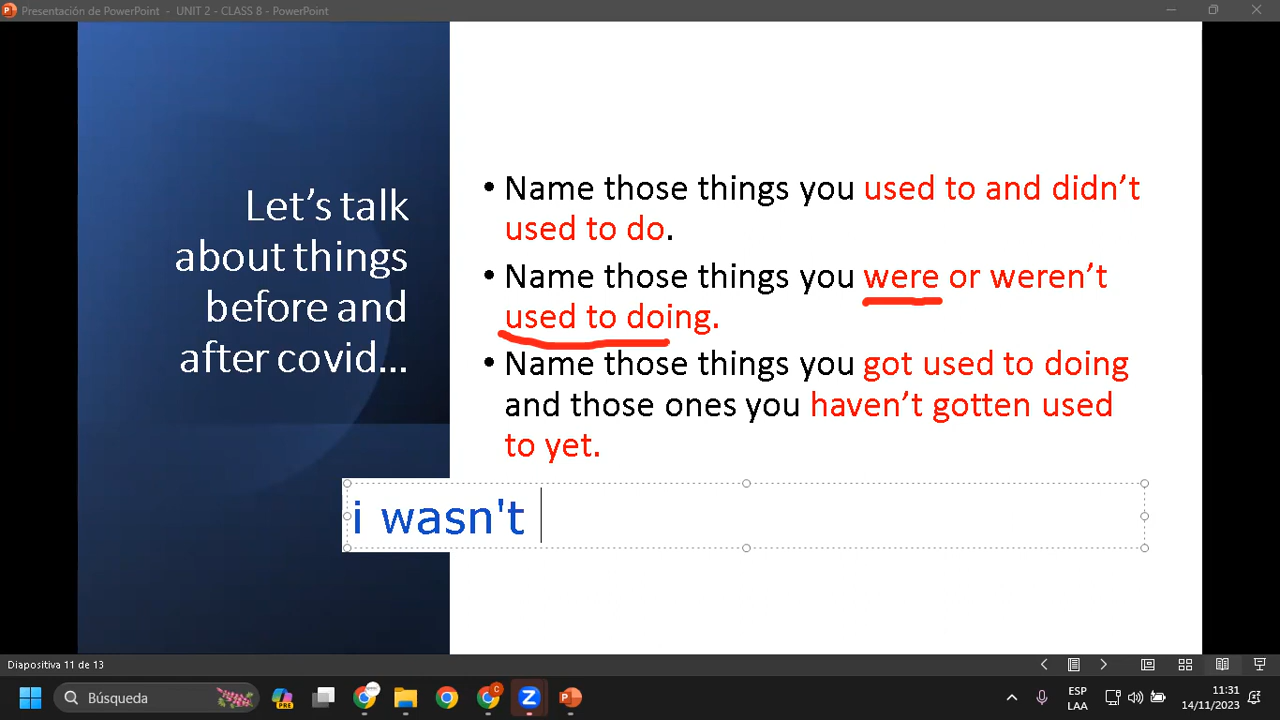 Presentación de PowerPoint - UNIT 2 - CLASS 8 - PowerPoint
Let's talk
about things
before and
after covid...
• Name those things you used to and didn't
used to do.
• Name those things you were or weren't
used to doing.
• Name those things you got used to doing
and those ones you haven't gotten used
to yet.
i wasn't
Diapositiva 11 de 13
Búsqueda
PRE
ESP
LAA
11:31
14/11/2023